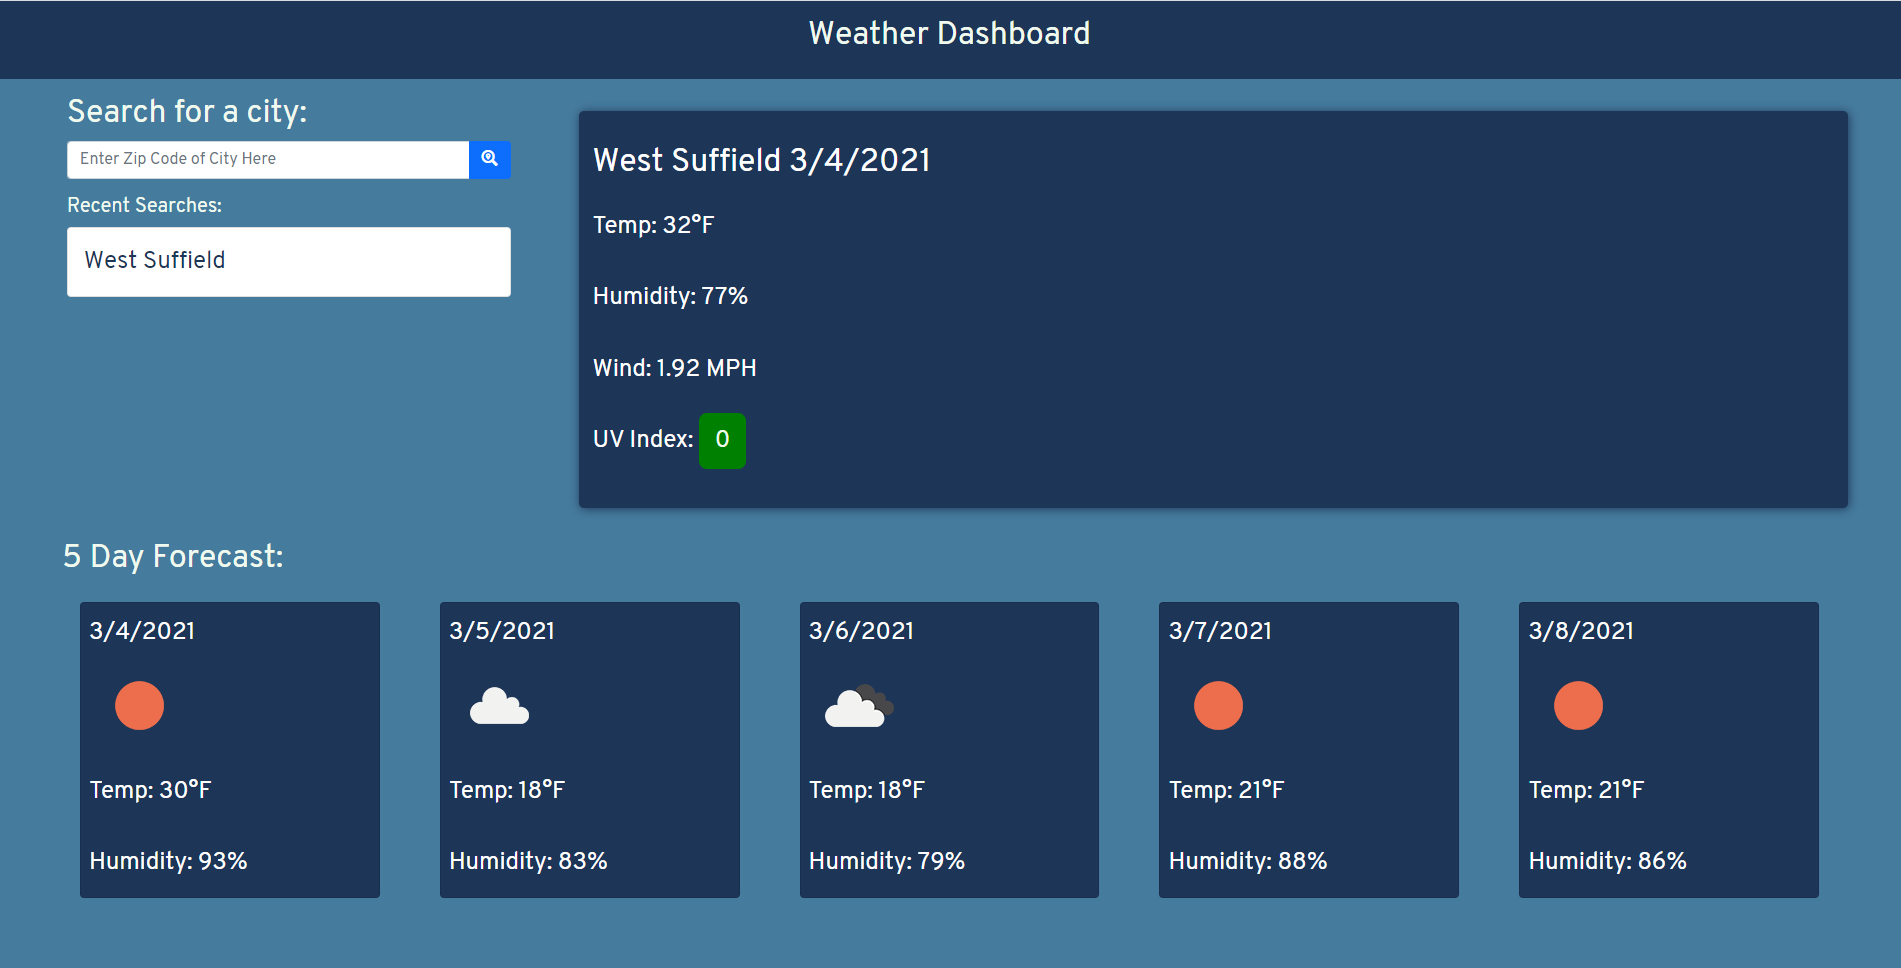 Weather Dashboard
Search for a city:
Enter Zip Code of City Here
Recent Searches:
West Suffield
West Suffield 3/4/2021
Temp: 32°F
Humidity: 77%
Wind: 1.92 MPH
UV Index: 0
5 Day Forecast:
3/4/2021
Temp: 30°F
Humidity: 93%
3/5/2021
Temp: 18°F
Humidity: 83%
3/6/2021
Temp: 18°F
Humidity: 79%
3/7/2021
Temp: 21°F
Humidity: 88%
3/8/2021
Temp: 21°F
Humidity: 86%